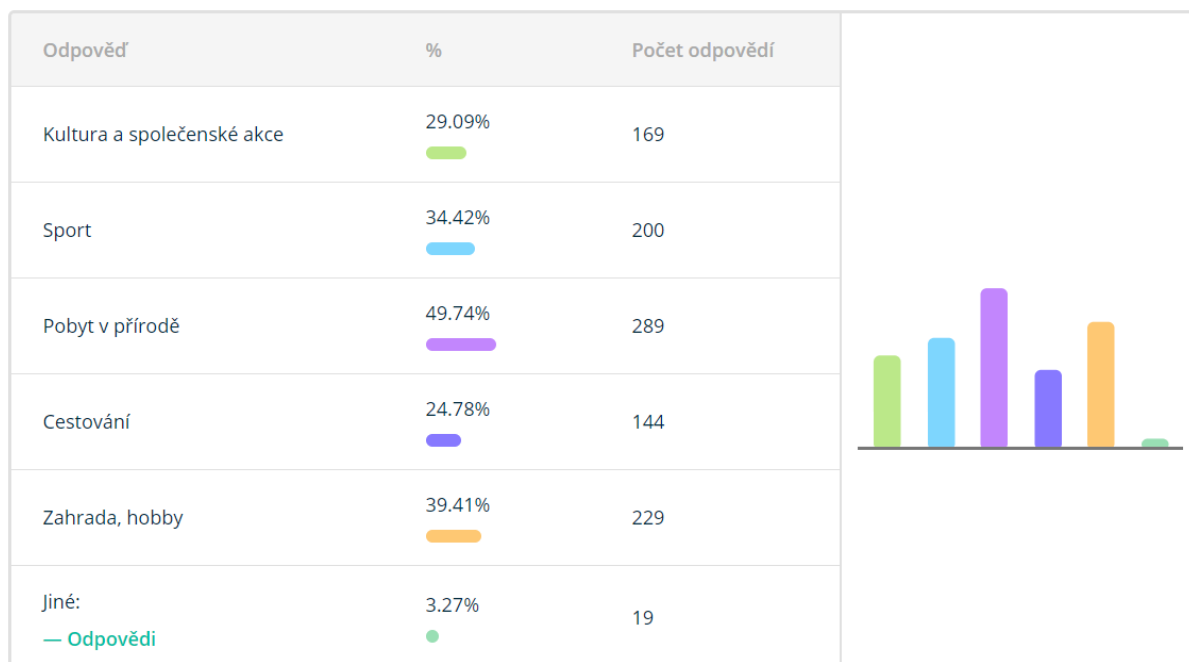 Odpověď % Počet odpovědí
Kultura a společenské akce 29.09% 169
Sport 34.42% 200
Pobyt v přírodě 49.74% 289
Cestování 24.78% 144
Zahrada, hobby 39.41% 229
Jiné: 3.27% 19
— Odpovědi